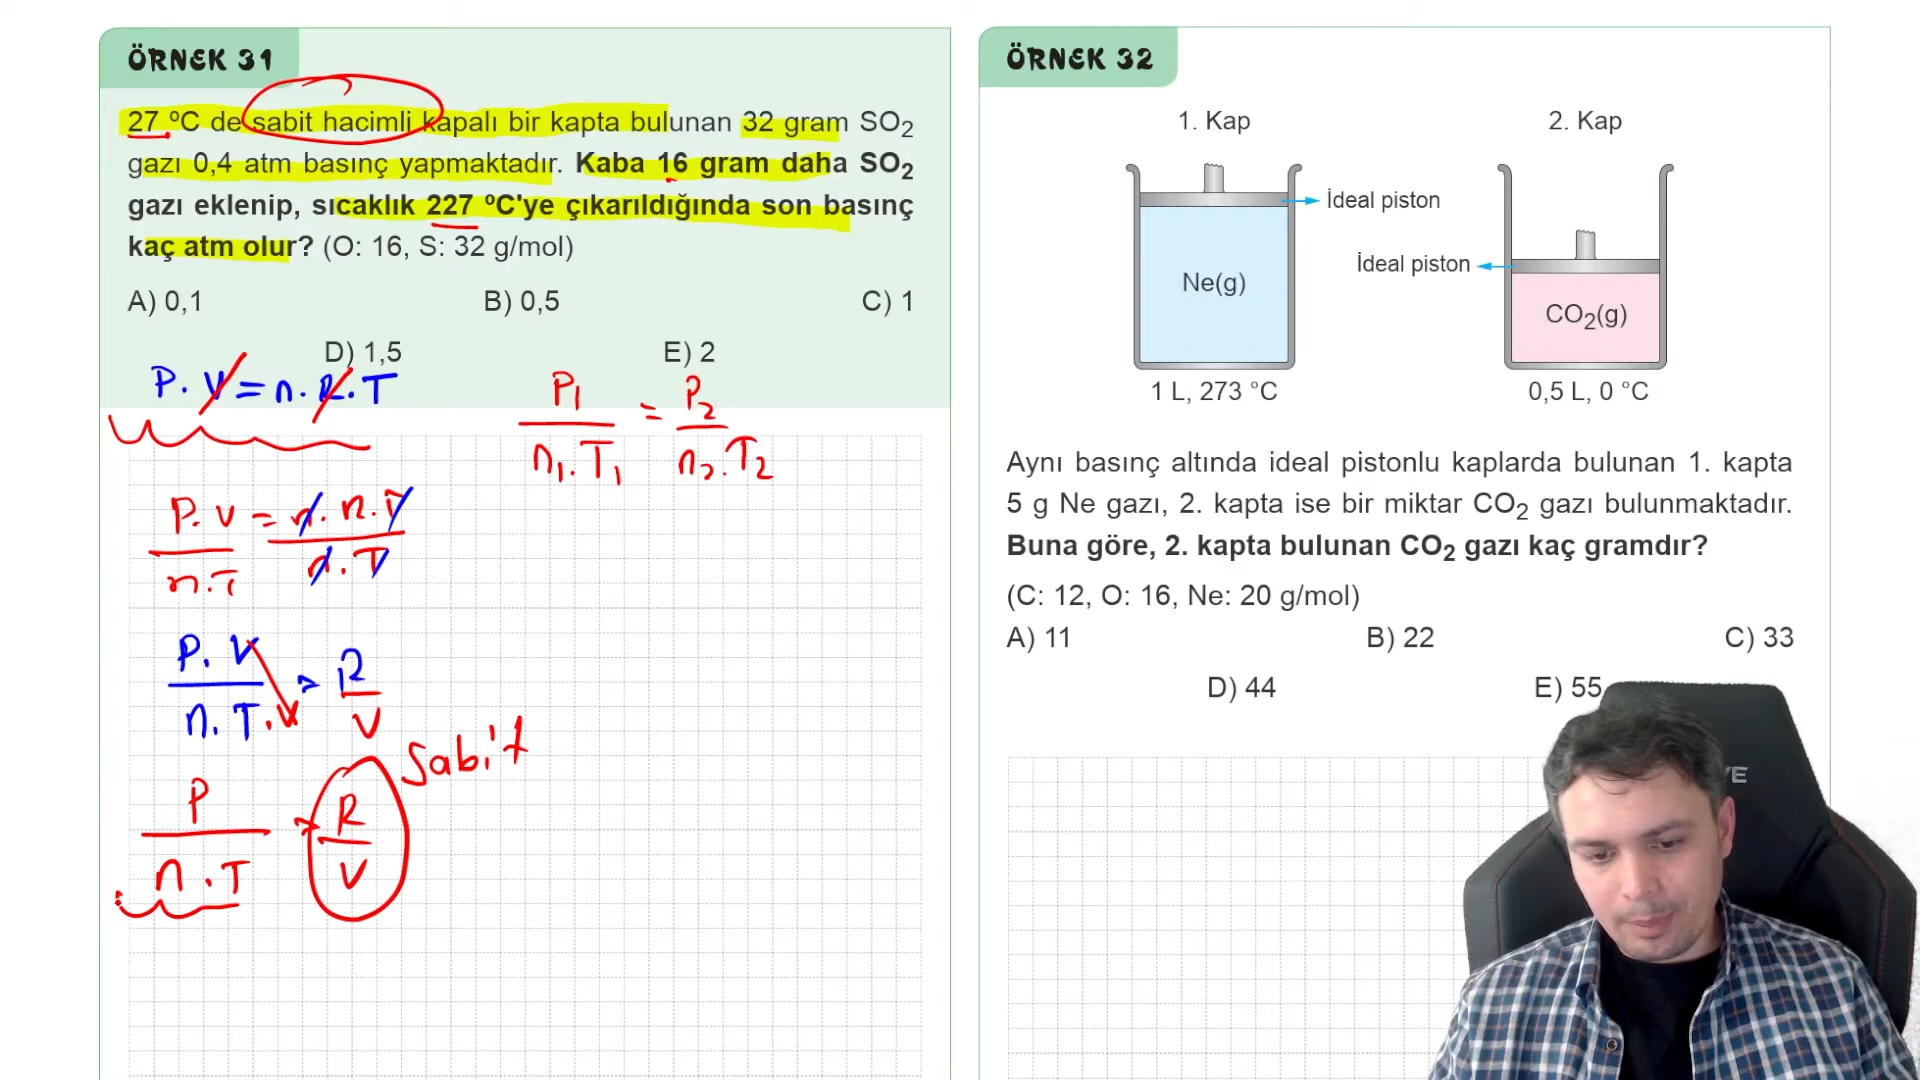 ÖRNEK 31
27 ºC de sabit hacimli kapalı bir kapta bulunan 32 gram SO₂
gazı 0,4 atm basınç yapmaktadır. Kaba 16 gram daha SO₂
gazı eklenip, sıcaklık 227 ºC'ye çıkarıldığında son basınç
kaç atm olur? (O: 16, S: 32 g/mol)
A) 0,1 B) 0,5 C) 1
D) 1,5 E) 2
P. V = n. R. T
P₁ / n₁. T₁ = P₂ / n₂. T₂
P. V / n. T = n. R. T / n. T
P. V / n. T. V = R / V
Sabit
P / n . T = R / V
ÖRNEK 32
1. Kap 2. Kap
İdeal piston
İdeal piston
Ne(g)
CO₂(g)
1 L, 273 °C 0,5 L, 0 °C
Aynı basınç altında ideal pistonlu kaplarda bulunan 1. kapta
5 g Ne gazı, 2. kapta ise bir miktar CO₂ gazı bulunmaktadır.
Buna göre, 2. kapta bulunan CO₂ gazı kaç gramdır?
(C: 12, O: 16, Ne: 20 g/mol)
A) 11 B) 22 C) 33
D) 44 E) 55